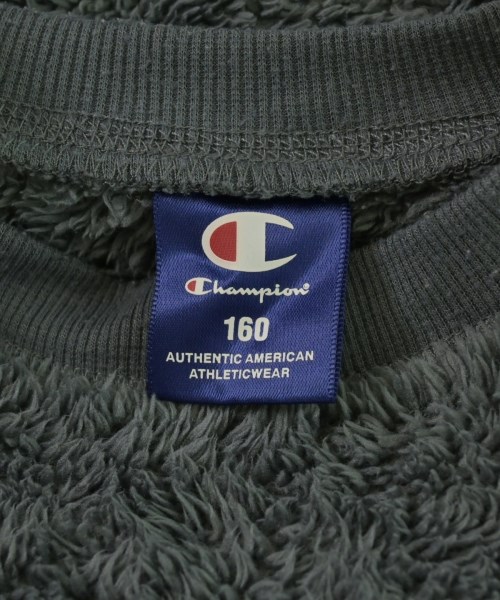 Champion
160
AUTHENTIC AMERICAN
ATHLETICWEAR